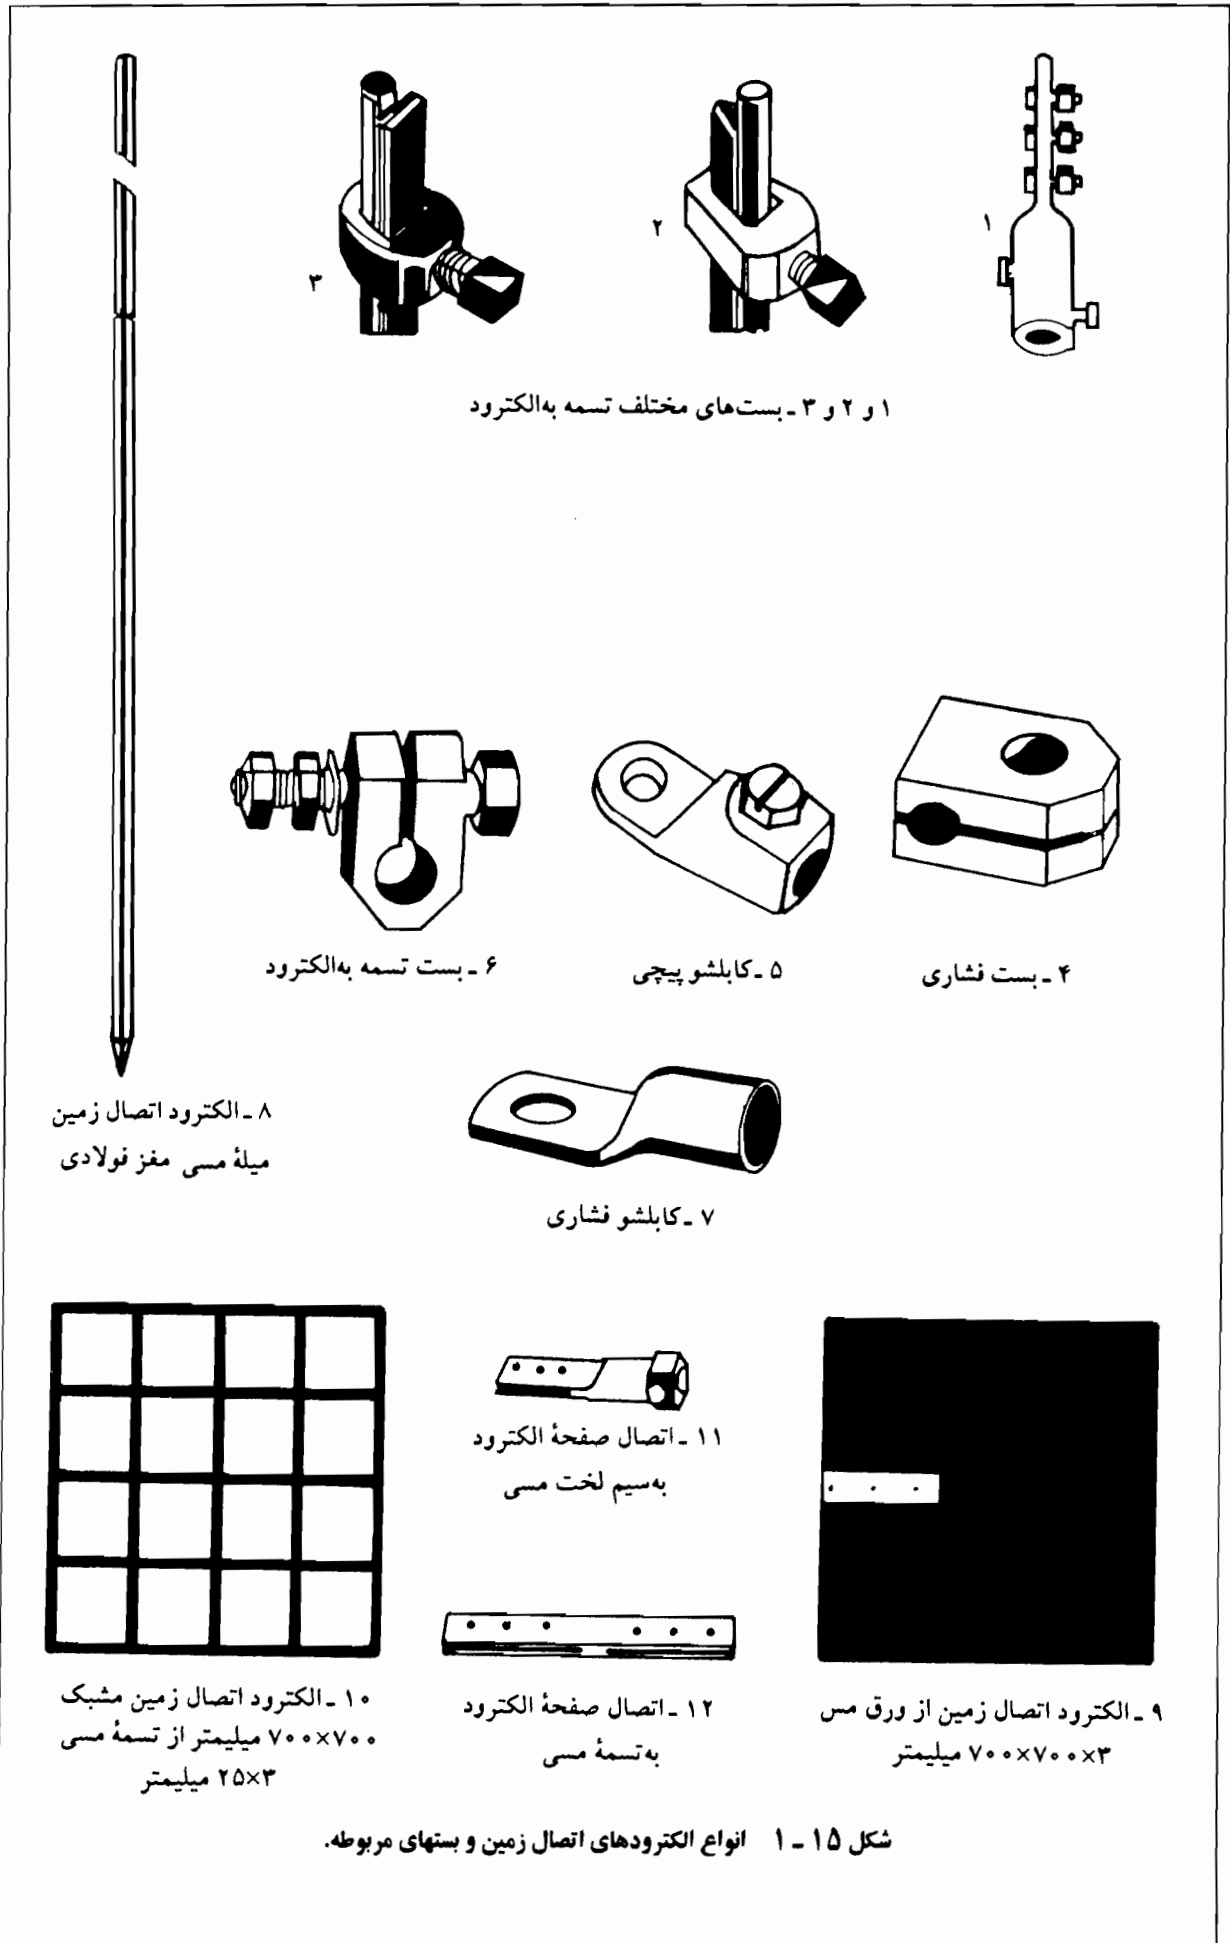 ۱
۲
۳
۱ و ۲ و ۳ ـ بست‌های مختلف تسمه به‌الکترود
۴ ـ بست فشاری
۵ ـ کابلشو پیچی
۶ ـ بست تسمه به‌الکترود
۷ ـ کابلشو فشاری
۸ ـ الکترود اتصال زمین
میلهٔ مسی مغز فولادی
۹ ـ الکترود اتصال زمین از ورق مس
۷۰۰×۷۰۰×۳ میلیمتر
۱۱ ـ اتصال صفحهٔ الکترود
به‌سیم لخت مسی
۱۲ ـ اتصال صفحهٔ الکترود
به‌تسمهٔ مسی
۱۰ ـ الکترود اتصال زمین مشبک
۷۰۰×۷۰۰ میلیمتر از تسمهٔ مسی
۲۵×۳ میلیمتر
شکل ۱۵ ـ ۱ انواع الکترودهای اتصال زمین و بستهای مربوطه.